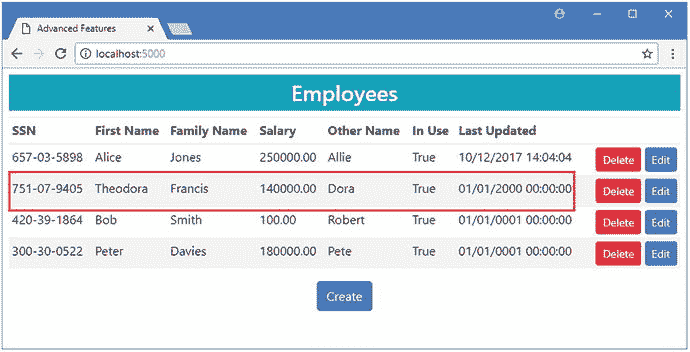 Advanced Features
localhost:5000
Employees
SSN First Name Family Name Salary Other Name In Use Last Updated
657-03-5898 Alice Jones 250000.00 Allie True 10/12/2017 14:04:04 Delete Edit
751-07-9405 Theodora Francis 140000.00 Dora True 01/01/2000 00:00:00 Delete Edit
420-39-1864 Bob Smith 100.00 Robert True 01/01/0001 00:00:00 Delete Edit
300-30-0522 Peter Davies 180000.00 Pete True 01/01/0001 00:00:00 Delete Edit
Create